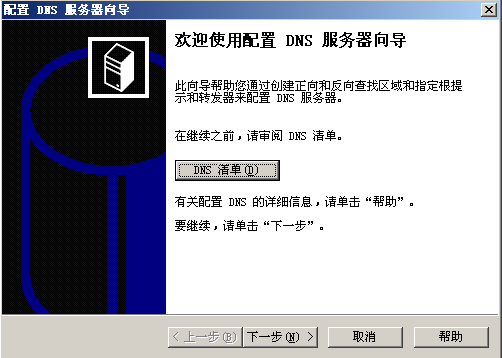 配置 DNS 服务器向导
欢迎使用配置 DNS 服务器向导
此向导帮助您通过创建正向和反向查找区域和指定根提
示和转发器来配置 DNS 服务器。
在继续之前，请审阅 DNS 清单。
DNS 清单(D)
有关配置 DNS 的详细信息，请单击“帮助”。
要继续，请单击“下一步”。
< 上一步(B) 下一步(N) > 取消 帮助